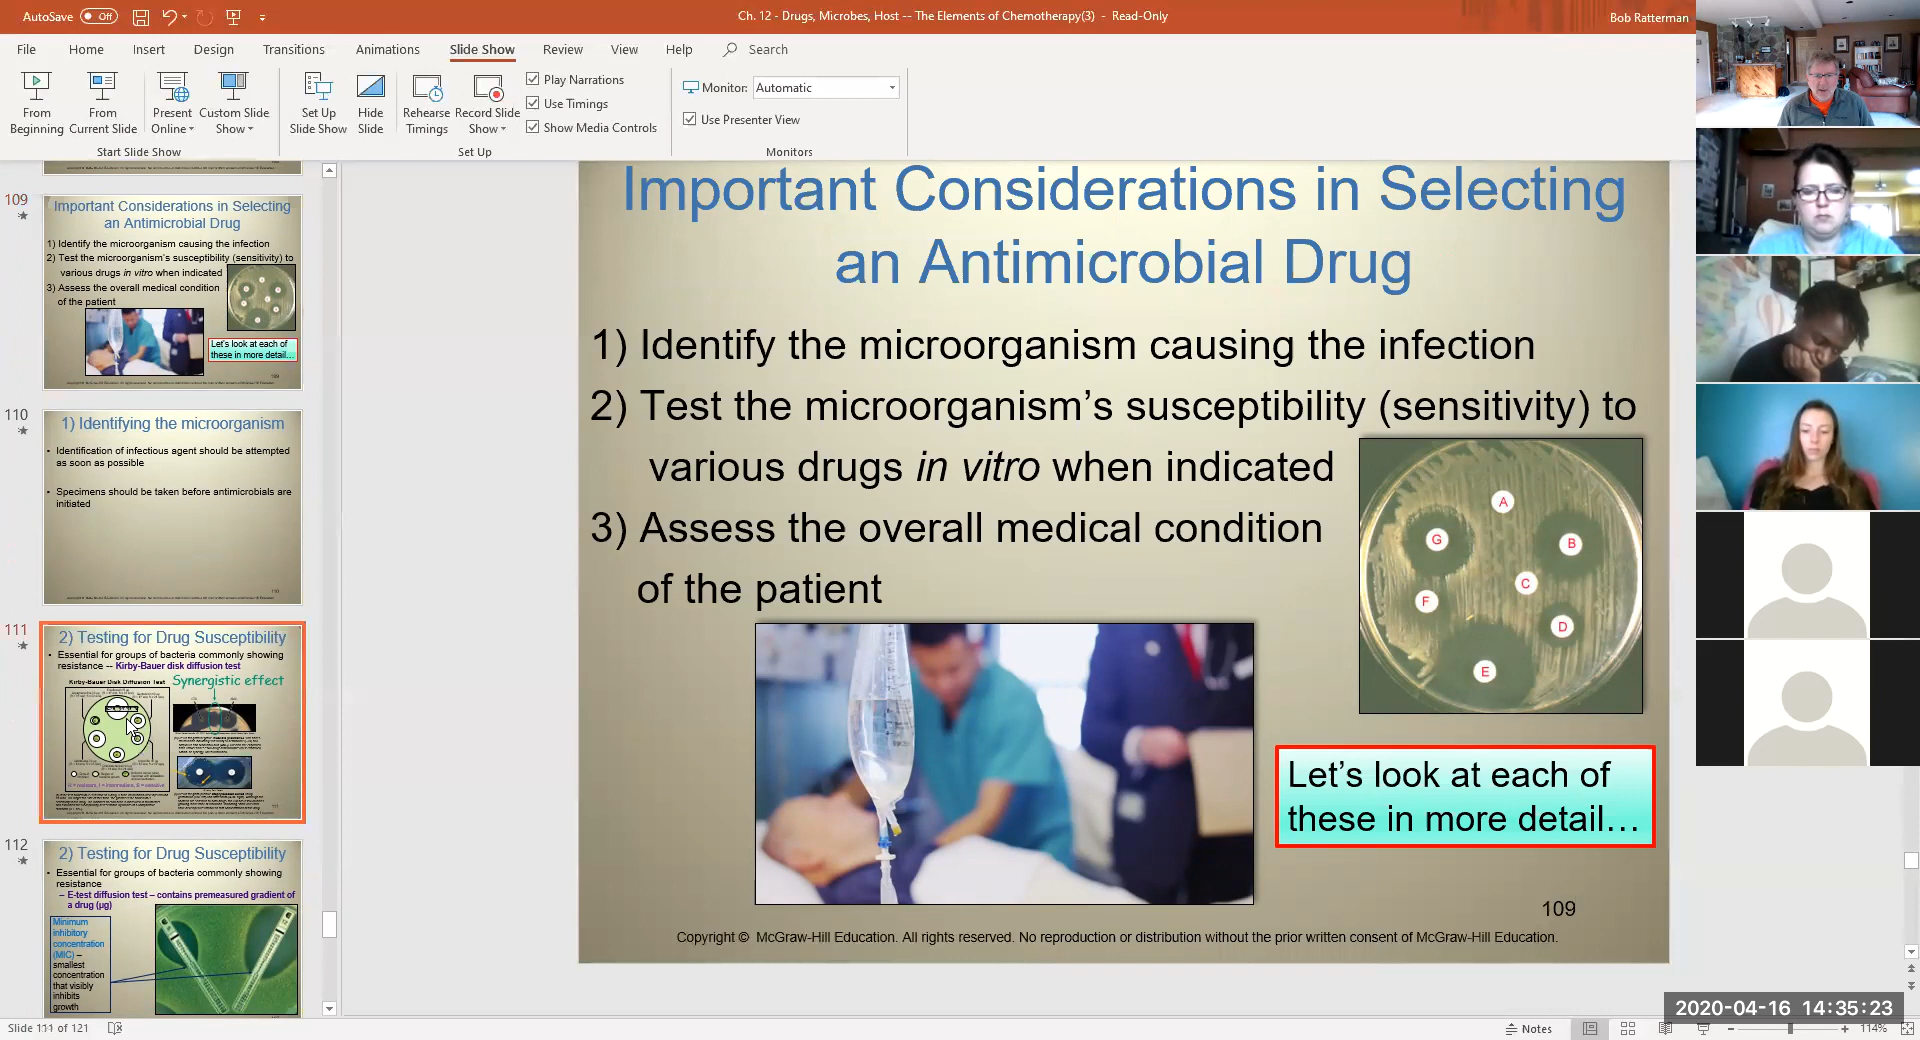 AutoSave Off
Ch. 12 - Drugs, Microbes, Host -- The Elements of Chemotherapy(3) - Read-Only
Bob Ratterman
File Home Insert Design Transitions Animations Slide Show Review View Help Search
From Beginning
From Current Slide
Present Online
Custom Slide Show
Start Slide Show
Set Up Slide Show
Hide Slide
Rehearse Timings
Record Slide Show
Play Narrations
Use Timings
Show Media Controls
Set Up
Monitor: Automatic
Use Presenter View
Monitors
109
Important Considerations in Selecting
an Antimicrobial Drug
1) Identify the microorganism causing the infection
2) Test the microorganism's susceptibility (sensitivity) to
various drugs in vitro when indicated
3) Assess the overall medical condition
of the patient
Let's look at each of
these in more detail...
110
1) Identifying the microorganism
• Identification of infectious agent should be attempted
as soon as possible
• Specimens should be taken before antimicrobials are
initiated
111
2) Testing for Drug Susceptibility
• Essential for groups of bacteria commonly showing
resistance -- Kirby-Bauer disk diffusion test
Kirby-Bauer Disk Diffusion Test
Synergistic effect
112
2) Testing for Drug Susceptibility
• Essential for groups of bacteria commonly showing
resistance
– E-test diffusion test – contains premeasured gradient of
a drug (μg)
Minimum
inhibitory
concentration
(MIC) –
smallest
concentration
that visibly
inhibits
growth
Important Considerations in Selecting
an Antimicrobial Drug
1) Identify the microorganism causing the infection
2) Test the microorganism's susceptibility (sensitivity) to
various drugs in vitro when indicated
3) Assess the overall medical condition
of the patient
A
G
B
C
F
D
E
Let's look at each of
these in more detail...
109
Copyright © McGraw-Hill Education. All rights reserved. No reproduction or distribution without the prior written consent of McGraw-Hill Education.
2020-04-16 14:35:23
Slide 111 of 121
Notes
114%